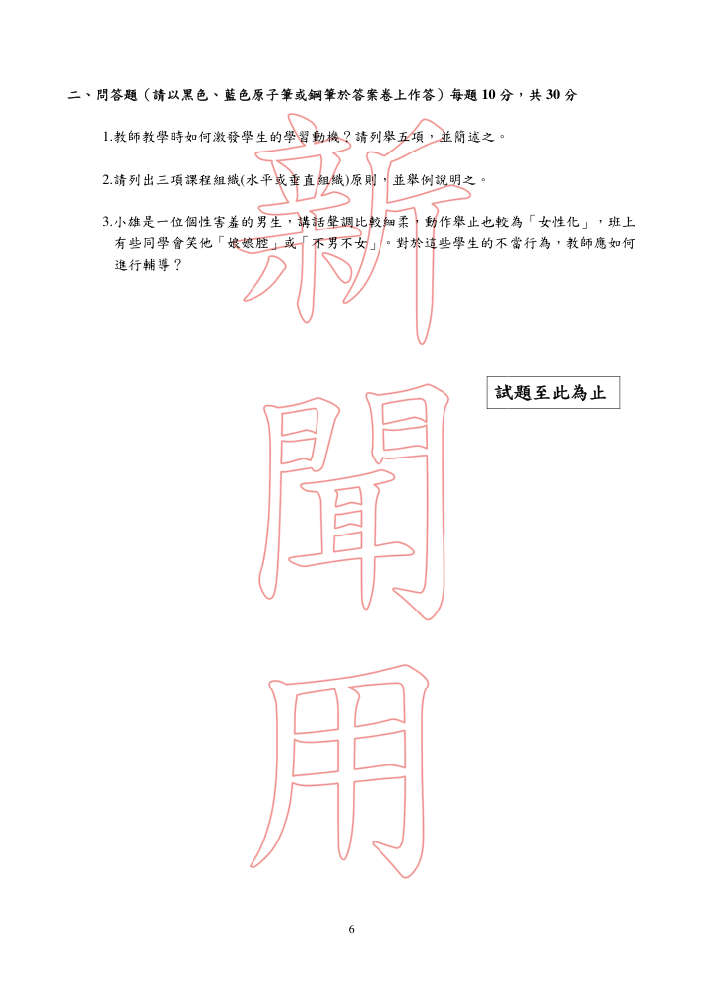 二、問答題（請以黑色、藍色原子筆或鋼筆於答案卷上作答）每題 10 分，共 30 分
1.教師教學時如何激發學生的學習動機？請列舉五項，並簡述之。
2.請列出三項課程組織(水平或垂直組織)原則，並舉例說明之。
3.小雄是一位個性害羞的男生，講話聲調比較細柔，動作舉止也較為「女性化」，班上
有些同學會笑他「娘娘腔」或「不男不女」。對於這些學生的不當行為，教師應如何
進行輔導？
試題至此為止
新聞用
6